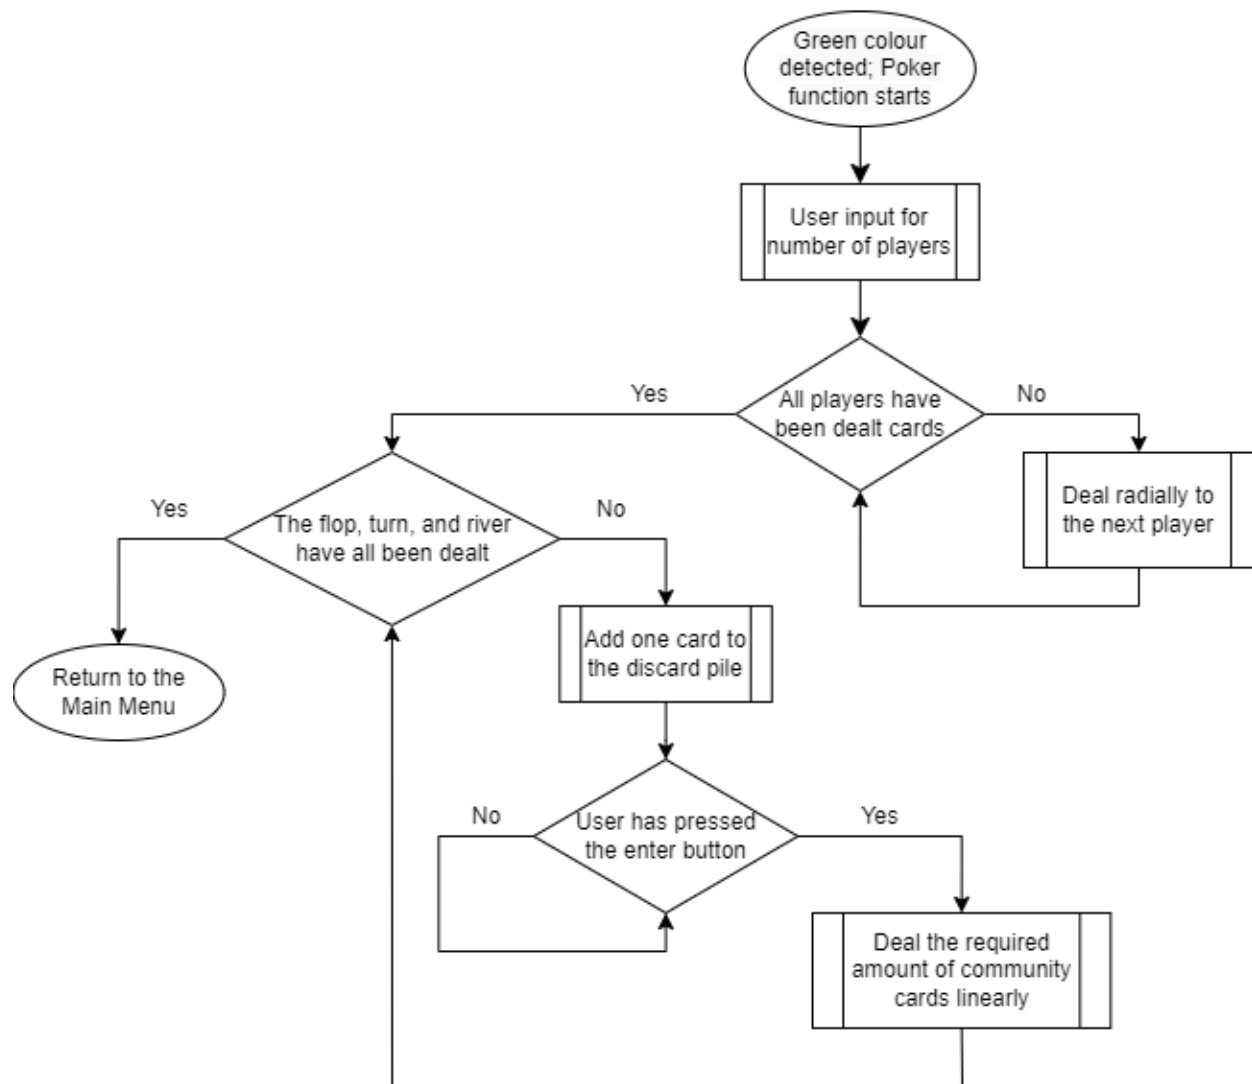 Green colour
detected; Poker
function starts
User input for
number of players
Yes
All players have
been dealt cards
No
Deal radially to
the next player
Yes
The flop, turn, and river
have all been dealt
No
Return to the
Main Menu
Add one card to
the discard pile
No
User has pressed
the enter button
Yes
Deal the required
amount of community
cards linearly